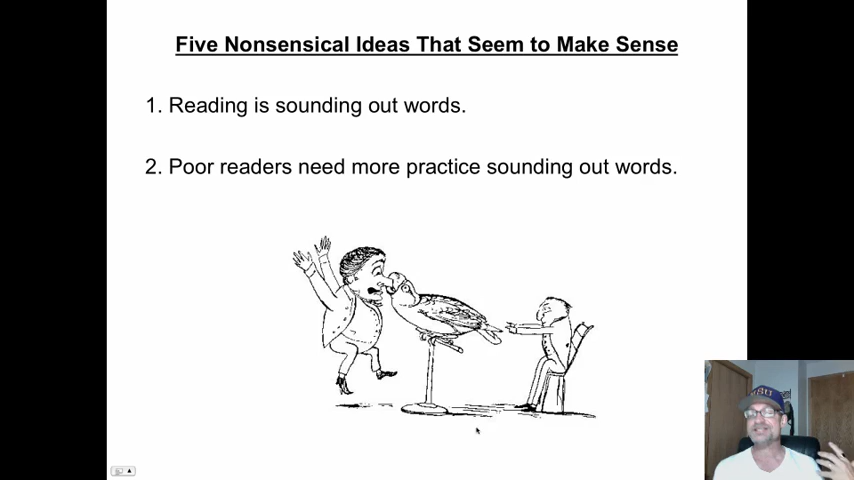 Five Nonsensical Ideas That Seem to Make Sense
1. Reading is sounding out words.
2. Poor readers need more practice sounding out words.